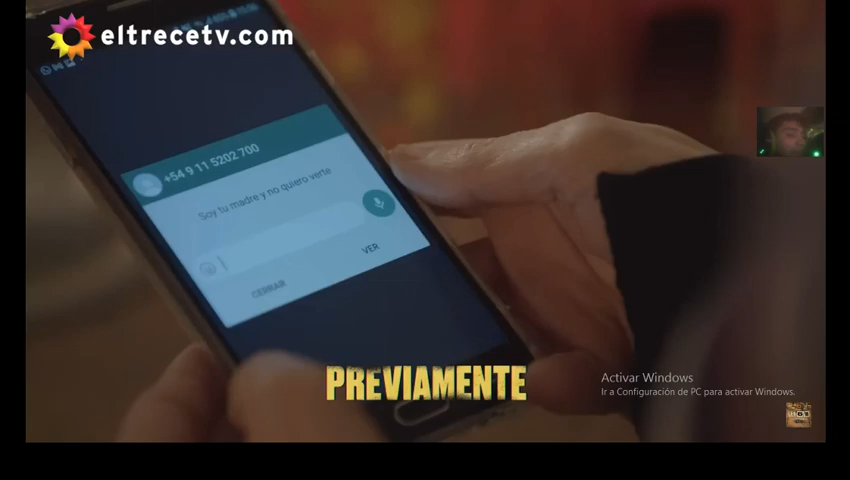 eltrecetv.com
+54 9 11 5202 700
Soy tu madre y no quiero verte
VER
CERRAR
PREVIAMENTE
Activar Windows
Ir a Configuración de PC para activar Windows.